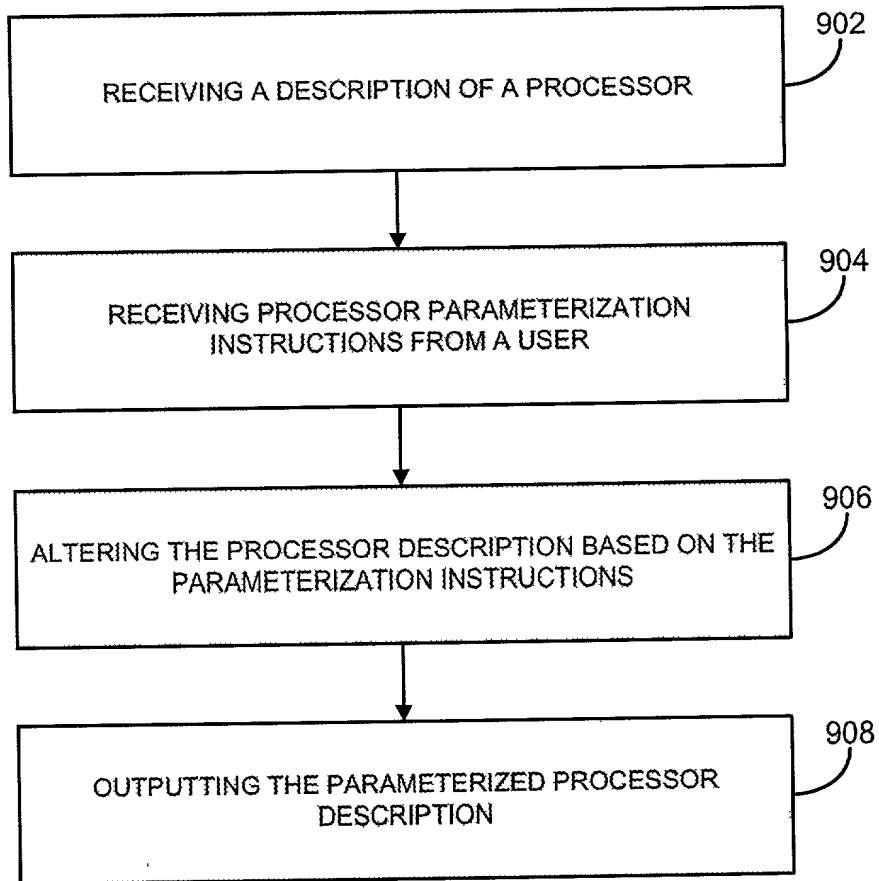 902
RECEIVING A DESCRIPTION OF A PROCESSOR
904
RECEIVING PROCESSOR PARAMETERIZATION
INSTRUCTIONS FROM A USER
906
ALTERING THE PROCESSOR DESCRIPTION BASED ON THE
PARAMETERIZATION INSTRUCTIONS
908
OUTPUTTING THE PARAMETERIZED PROCESSOR
DESCRIPTION